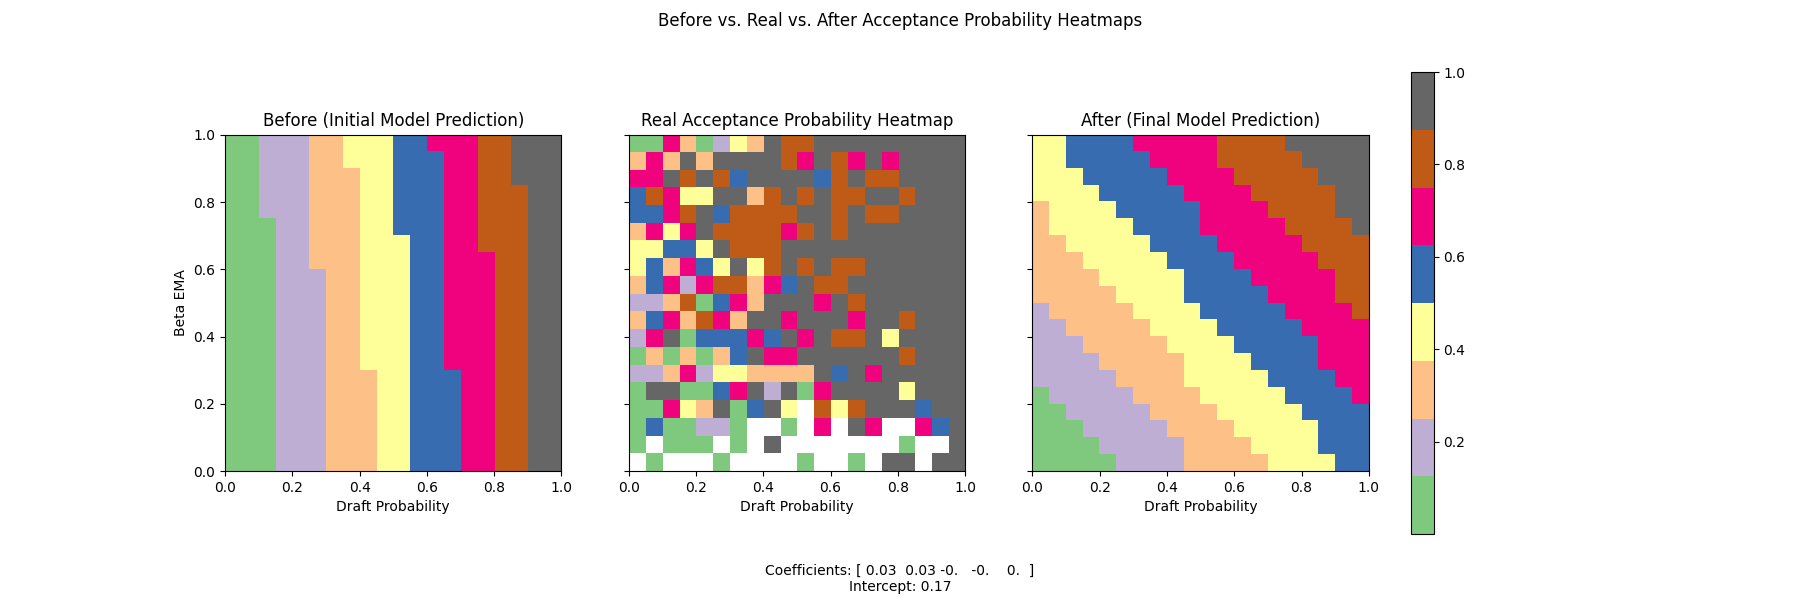 Before vs. Real vs. After Acceptance Probability Heatmaps
Before (Initial Model Prediction)
Real Acceptance Probability Heatmap
After (Final Model Prediction)
Beta EMA
1.0
0.8
0.6
0.4
0.2
0.0
0.0 0.2 0.4 0.6 0.8 1.0
Draft Probability
0.0 0.2 0.4 0.6 0.8 1.0
Draft Probability
0.0 0.2 0.4 0.6 0.8 1.0
Draft Probability
1.0
0.8
0.6
0.4
0.2
Coefficients: [ 0.03  0.03 -0.   -0.    0.  ]
Intercept: 0.17